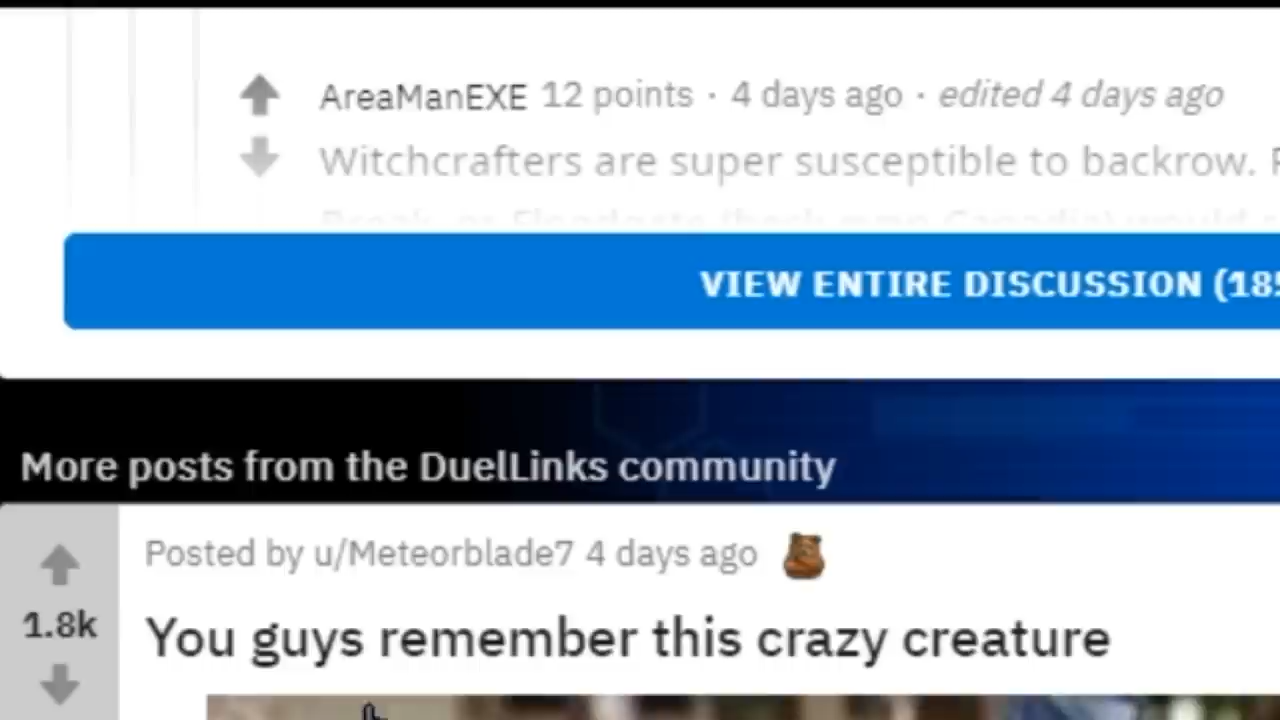 AreaManEXE 12 points · 4 days ago · edited 4 days ago
Witchcrafters are super susceptible to backrow.
VIEW ENTIRE DISCUSSION (185
More posts from the DuelLinks community
Posted by u/Meteorblade7 4 days ago
1.8k
You guys remember this crazy creature